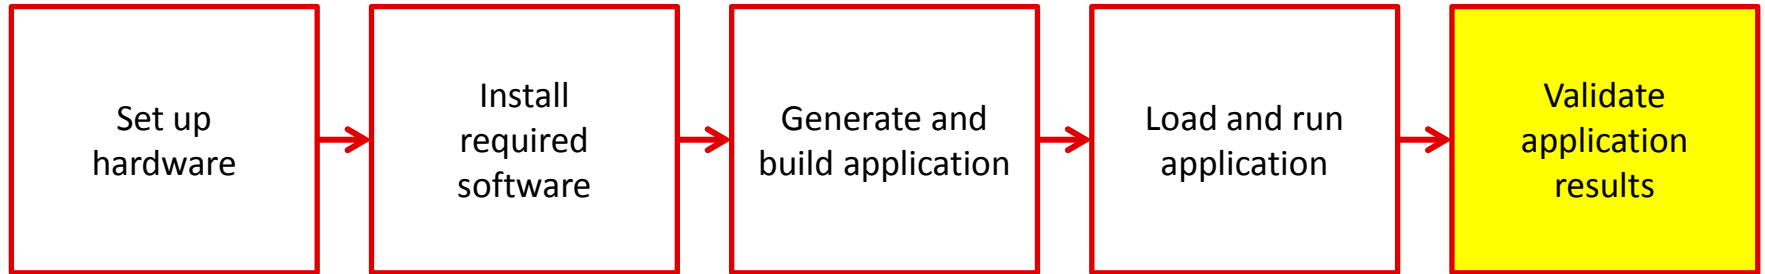 Set up
hardware
Install
required
software
Generate and
build application
Load and run
application
Validate
application
results